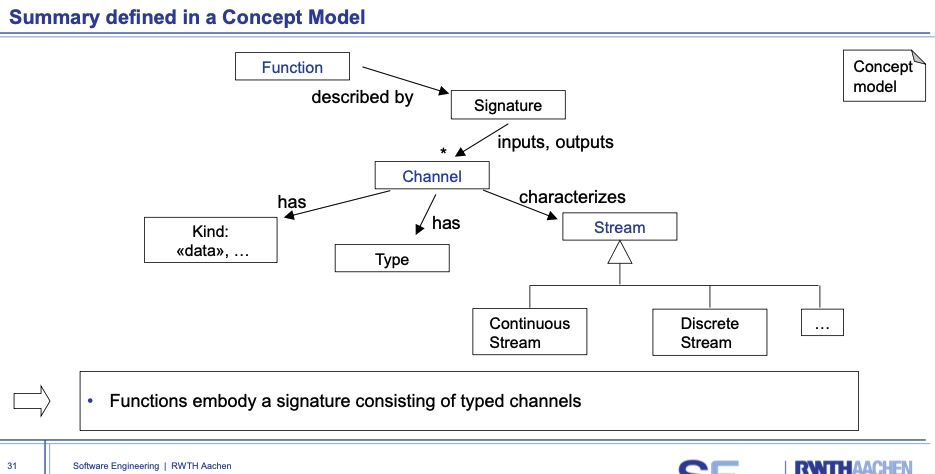 Summary defined in a Concept Model
Function
Concept
model
described by
Signature
inputs, outputs
*
Channel
has
characterizes
has
Kind:
«data», …
Stream
Type
Continuous
Stream
Discrete
Stream
…
• Functions embody a signature consisting of typed channels
31
Software Engineering | RWTH Aachen
SE
RWTHAACHEN